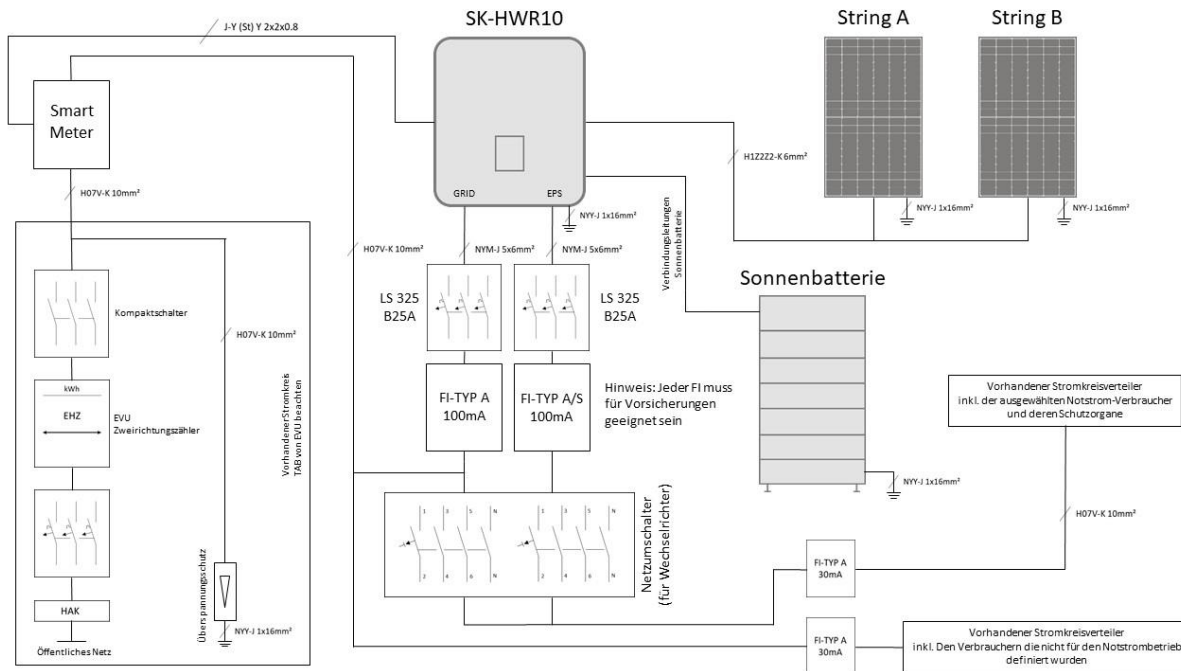 SK-HWR10
String A
String B
J-Y (St) Y 2x2x0.8
Smart
Meter
H1Z2Z2-K 6mm²
GRID
EPS
H07V-K 10mm²
NYY-J 1x16mm²
NYY-J 1x16mm²
NYY-J 1x16mm²
H07V-K 10mm²
NYM-J 5x6mm²
NYM-J 5x6mm²
Verbindungsleitungen
Sonnenbatterie
Sonnenbatterie
LS 325
B25A
LS 325
B25A
Kompaktschalter
H07V-K 10mm²
kWh
EHZ
EVU
Zweirichtungszähler
Vorhandener Stromkreis
TAB von EVU beachten
FI-TYP A
100mA
FI-TYP A/S
100mA
Hinweis: Jeder FI muss
für Vorsicherungen
geeignet sein
Vorhandener Stromkreisverteiler
inkl. der ausgewählten Notstrom-Verbraucher
und deren Schutzorgane
NYY-J 1x16mm²
H07V-K 10mm²
1 3 5 N
1 3 5 N
2 4 6 N
2 4 6 N
Netzumschalter
(für Wechselrichter)
FI-TYP A
30mA
Überspannungsschutz
HAK
NYY-J 1x16mm²
Öffentliches Netz
FI-TYP A
30mA
Vorhandener Stromkreisverteiler
inkl. Den Verbrauchern die nicht für den Notstrombetrieb
definiert wurden